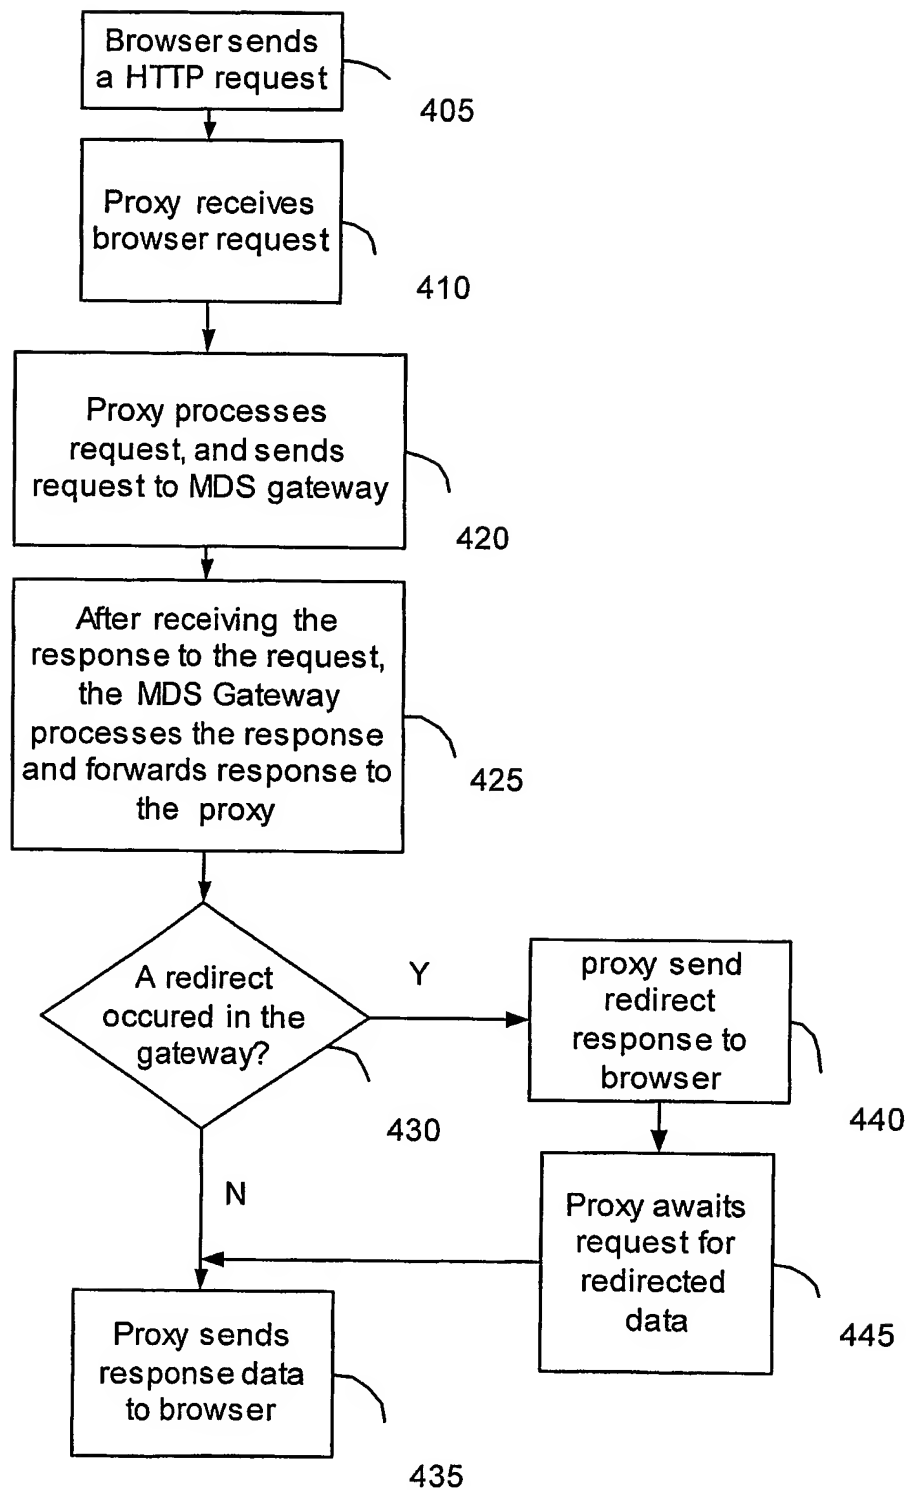 Browser sends
a HTTP request
405
Proxy receives
browser request
410
Proxy processes
request, and sends
request to MDS gateway
420
After receiving the
response to the request,
the MDS Gateway
processes the response
and forwards response to
the proxy
425
A redirect
occured in the
gateway?
430
Y
proxy send
redirect
response to
browser
440
N
Proxy awaits
request for
redirected
data
445
Proxy sends
response data
to browser
435